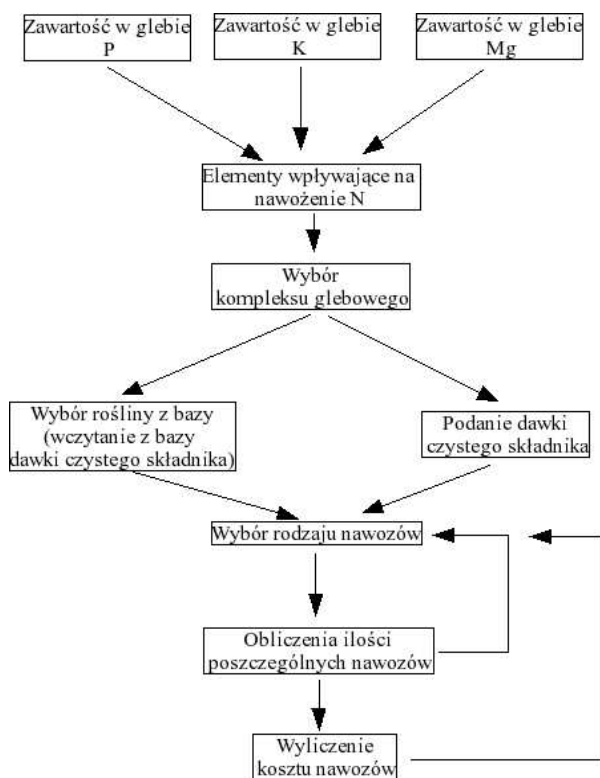 Zawartość w glebie
P
Zawartość w glebie
K
Zawartość w glebie
Mg
Elementy wpływające na
nawożenie N
Wybór
kompleksu glebowego
Wybór rośliny z bazy
(wczytanie z bazy
dawki czystego składnika)
Podanie dawki
czystego składnika
Wybór rodzaju nawozów
Obliczenia ilości
poszczególnych nawozów
Wyliczenie
kosztu nawozów